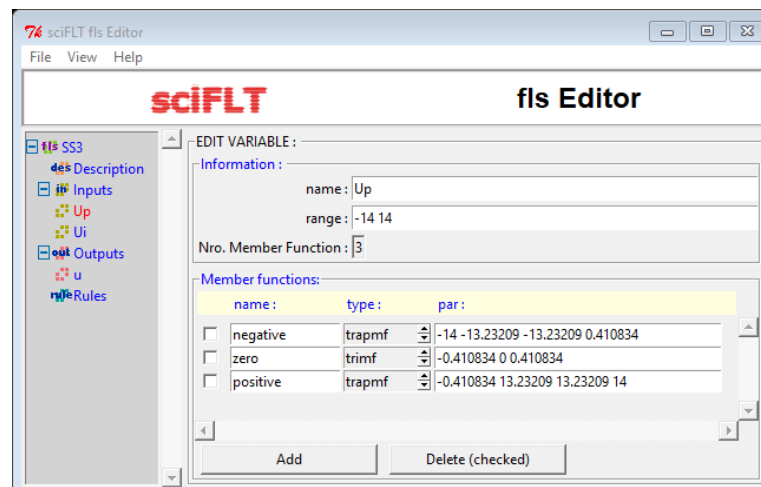 sciFLT fls Editor
File View Help
sciFLT fls Editor
fls SS3
des Description
in Inputs
Up
Ui
out Outputs
u
rule Rules
EDIT VARIABLE :
Information :
name : Up
range : -14 14
Nro. Member Function : 3
Member functions:
name : type : par :
negative trapmf -14 -13.23209 -13.23209 0.410834
zero trimf -0.410834 0 0.410834
positive trapmf -0.410834 13.23209 13.23209 14
Add Delete (checked)